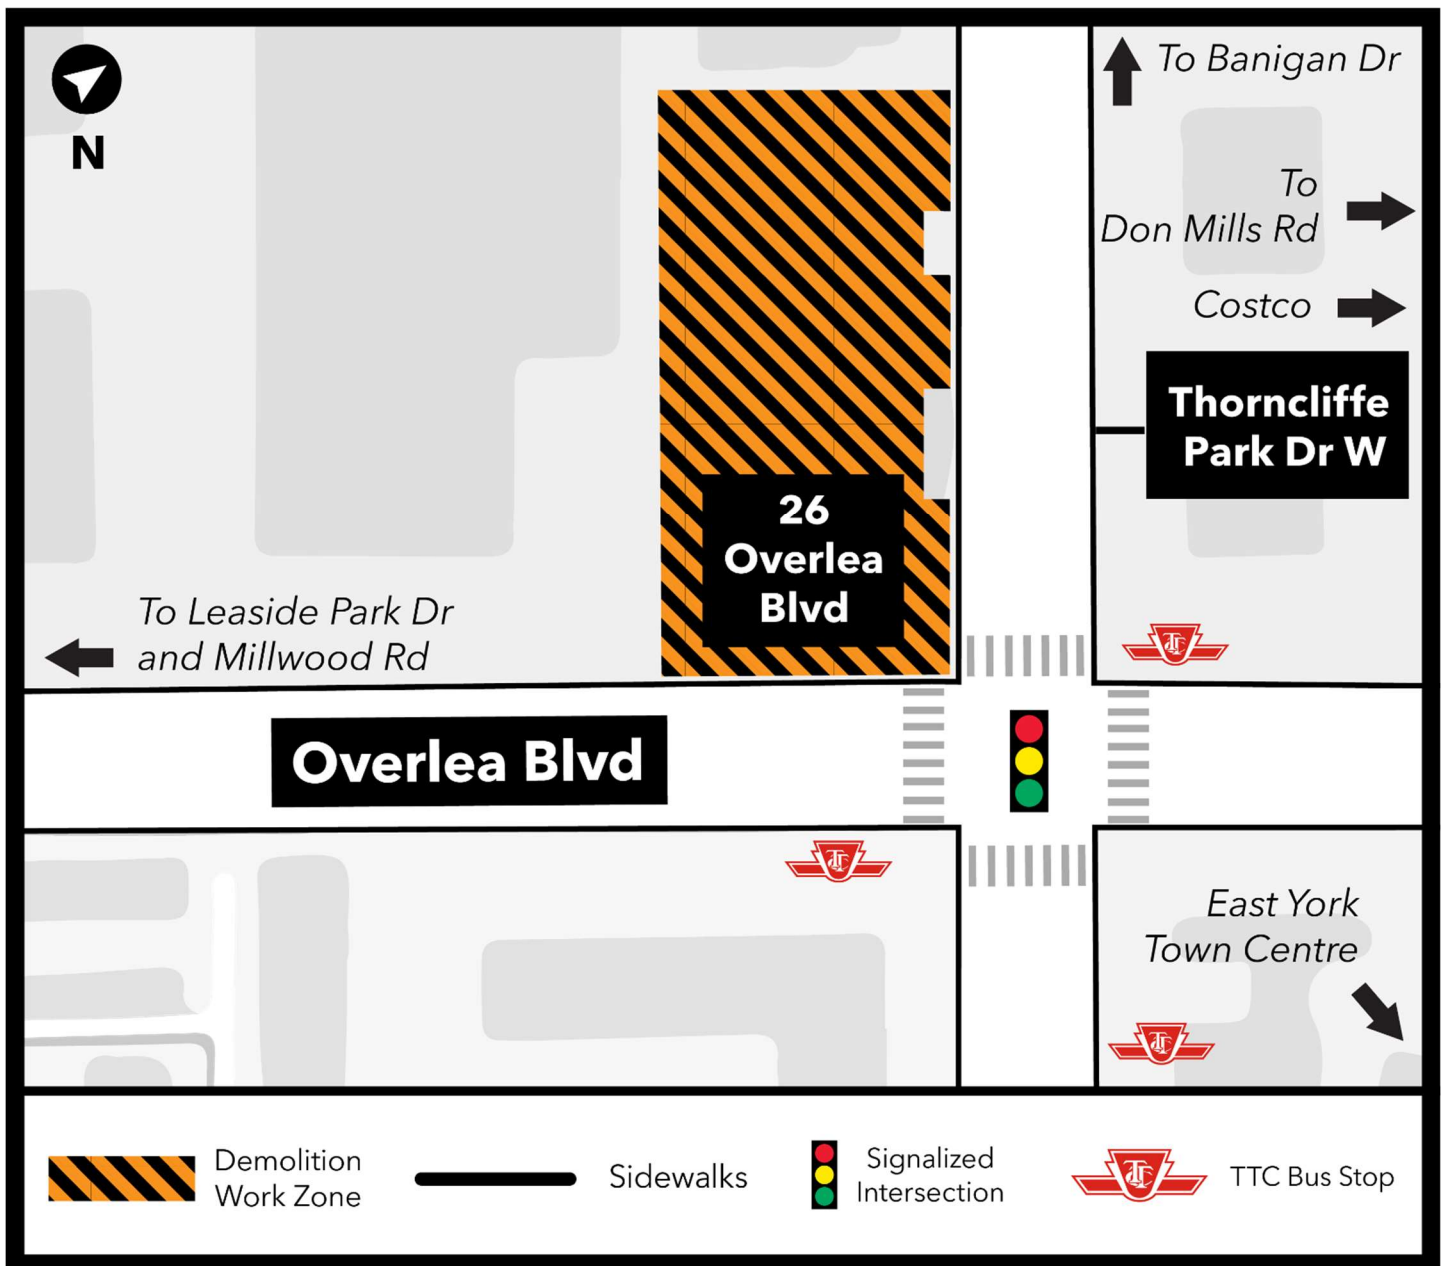 N
To Banigan Dr
To
Don Mills Rd
Costco
Thorncliffe
Park Dr W
26
Overlea
Blvd
To Leaside Park Dr
and Millwood Rd
Overlea Blvd
East York
Town Centre
Demolition
Work Zone
Sidewalks
Signalized
Intersection
TTC Bus Stop